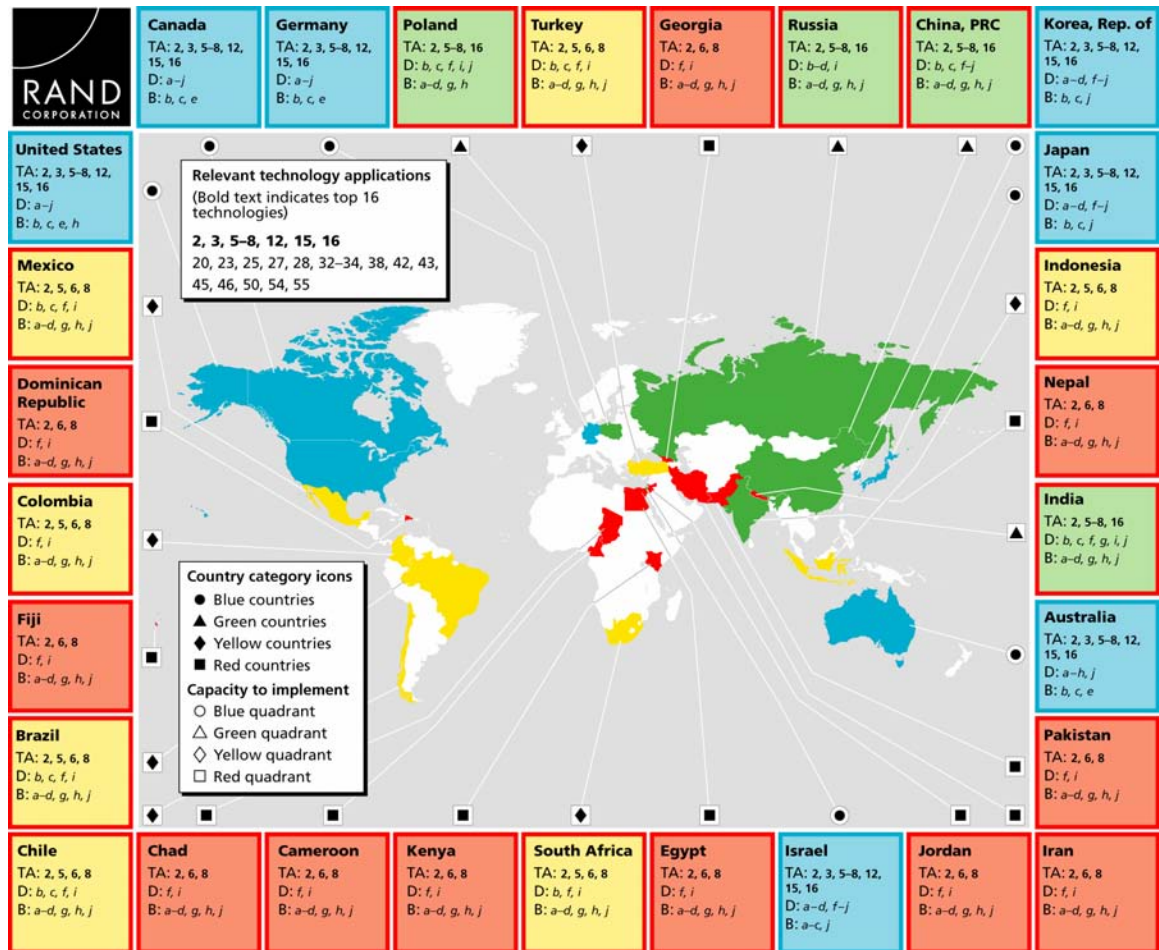 RAND
CORPORATION
Canada
TA: 2, 3, 5–8, 12,
15, 16
D: a–j
B: b, c, e
Germany
TA: 2, 3, 5–8, 12,
15, 16
D: a–j
B: b, c, e
Poland
TA: 2, 5–8, 16
D: b, c, f, i, j
B: a–d, g, h
Turkey
TA: 2, 5, 6, 8
D: b, c, f, i
B: a–d, g, h, j
Georgia
TA: 2, 6, 8
D: f, i
B: a–d, g, h, j
Russia
TA: 2, 5–8, 16
D: b–d, i
B: a–d, g, h, j
China, PRC
TA: 2, 5–8, 16
D: b, c, f–j
B: a–d, g, h, j
Korea, Rep. of
TA: 2, 3, 5–8, 12,
15, 16
D: a–d, f–j
B: b, c, j
United States
TA: 2, 3, 5–8, 12,
15, 16
D: a–j
B: b, c, e, h
Relevant technology applications
(Bold text indicates top 16
technologies)
2, 3, 5–8, 12, 15, 16
20, 23, 25, 27, 28, 32–34, 38, 42, 43,
45, 46, 50, 54, 55
Japan
TA: 2, 3, 5–8, 12,
15, 16
D: a–d, f–j
B: b, c, j
Mexico
TA: 2, 5, 6, 8
D: b, c, f, i
B: a–d, g, h, j
Indonesia
TA: 2, 5, 6, 8
D: f, i
B: a–d, g, h, j
Dominican
Republic
TA: 2, 6, 8
D: f, i
B: a–d, g, h, j
Nepal
TA: 2, 6, 8
D: f, i
B: a–d, g, h, j
Colombia
TA: 2, 5, 6, 8
D: f, i
B: a–d, g, h, j
India
TA: 2, 5–8, 16
D: b, c, f, g, i, j
B: a–d, g, h, j
Fiji
TA: 2, 6, 8
D: f, i
B: a–d, g, h, j
Country category icons
Blue countries
Green countries
Yellow countries
Red countries
Capacity to implement
Blue quadrant
Green quadrant
Yellow quadrant
Red quadrant
Australia
TA: 2, 3, 5–8, 12,
15, 16
D: a–h, j
B: b, c, e
Brazil
TA: 2, 5, 6, 8
D: b, c, f, i
B: a–d, g, h, j
Pakistan
TA: 2, 6, 8
D: f, i
B: a–d, g, h, j
Chile
TA: 2, 5, 6, 8
D: b, c, f, i
B: a–d, g, h, j
Chad
TA: 2, 6, 8
D: f, i
B: a–d, g, h, j
Cameroon
TA: 2, 6, 8
D: f, i
B: a–d, g, h, j
Kenya
TA: 2, 6, 8
D: f, i
B: a–d, g, h, j
South Africa
TA: 2, 5, 6, 8
D: b, f, i
B: a–d, g, h, j
Egypt
TA: 2, 6, 8
D: f, i
B: a–d, g, h, j
Israel
TA: 2, 3, 5–8, 12,
15, 16
D: a–d, f–j
B: a–c, j
Jordan
TA: 2, 6, 8
D: f, i
B: a–d, g, h, j
Iran
TA: 2, 6, 8
D: f, i
B: a–d, g, h, j